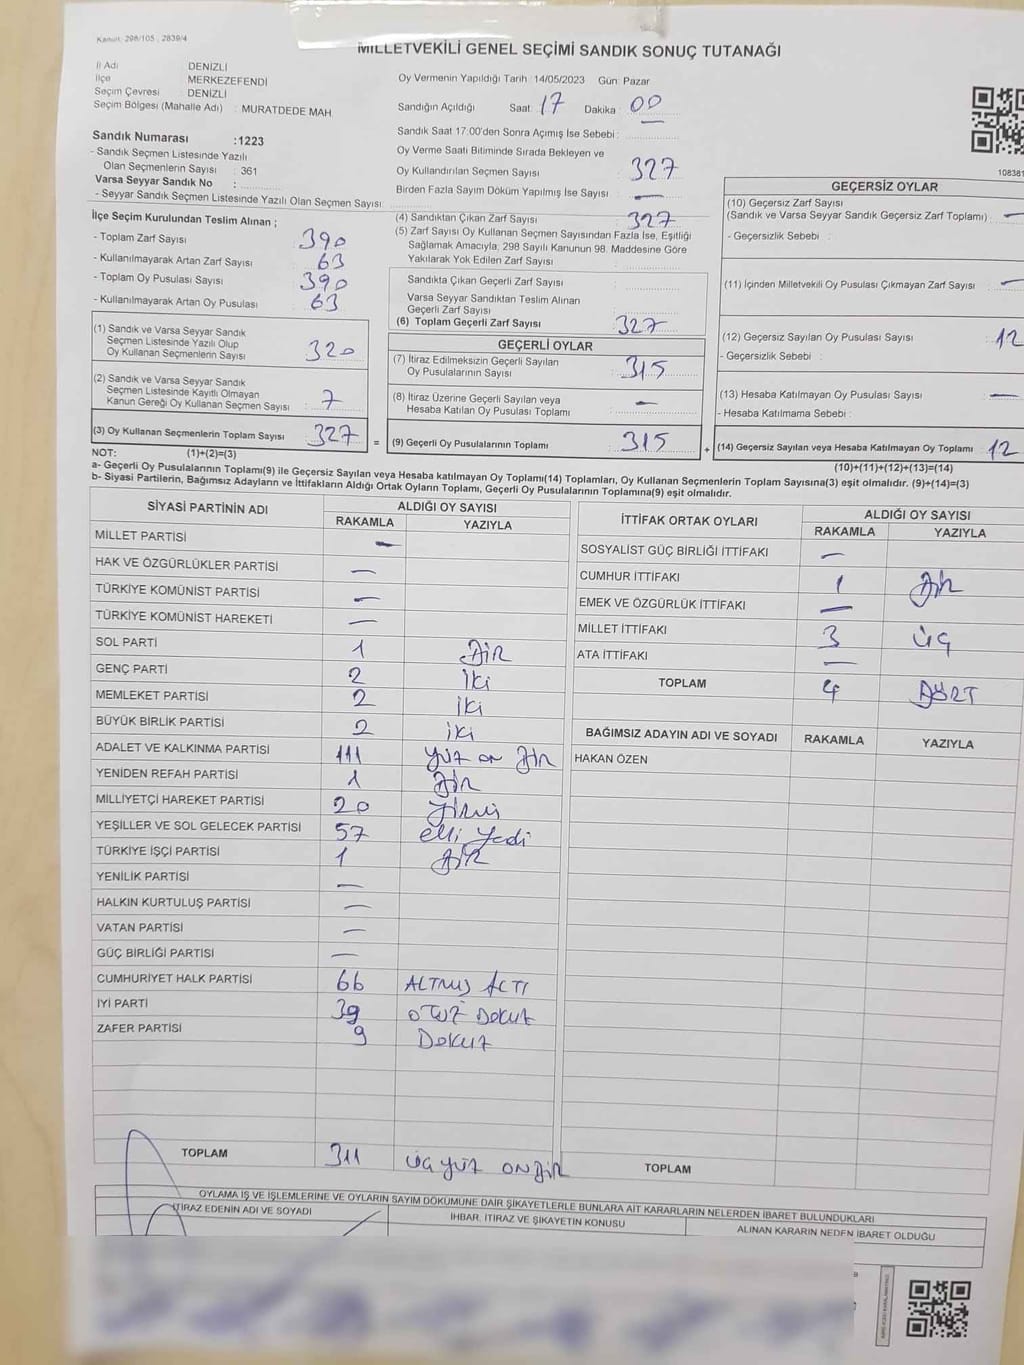 Kanun: 298/105, 2839/4
MİLLETVEKİLİ GENEL SEÇİMİ SANDIK SONUÇ TUTANAĞI
İl Adı DENİZLİ
İlçe MERKEZEFENDİ
Seçim Çevresi DENİZLİ
Seçim Bölgesi (Mahalle Adı) : MURATDEDE MAH.
Sandık Numarası :1223
- Sandık Seçmen Listesinde Yazılı
Olan Seçmenlerin Sayısı : 361
Varsa Seyyar Sandık No :
- Seyyar Sandık Seçmen Listesinde Yazılı Olan Seçmen Sayısı:
Oy Vermenin Yapıldığı Tarih : 14/05/2023 Gün: Pazar
Sandığın Açıldığı Saat: 17 Dakika: 00
Sandık Saat 17.00'den Sonra Açılmış İse Sebebi :
Oy Verme Saati Bitiminde Sırada Bekleyen ve
Oy Kullandırılan Seçmen Sayısı : 327
Birden Fazla Sayım Döküm Yapılmış İse Sayısı : —
İlçe Seçim Kurulundan Teslim Alınan ;
- Toplam Zarf Sayısı : 390
- Kullanılmayarak Artan Zarf Sayısı : 63
- Toplam Oy Pusulası Sayısı : 390
- Kullanılmayarak Artan Oy Pusulası : 63
(1) Sandık ve Varsa Seyyar Sandık
Seçmen Listesinde Yazılı Olup
Oy Kullanan Seçmenlerin Sayısı : 320
(2) Sandık ve Varsa Seyyar Sandık
Seçmen Listesinde Kayıtlı Olmayan
Kanun Gereği Oy Kullanan Seçmen Sayısı : 7
(3) Oy Kullanan Seçmenlerin Toplam Sayısı : 327 =
(4) Sandıktan Çıkan Zarf Sayısı : 327
(5) Zarf Sayısı Oy Kullanan Seçmen Sayısından Fazla İse, Eşitliği
Sağlamak Amacıyla; 298 Sayılı Kanunun 98. Maddesine Göre
Yakılarak Yok Edilen Zarf Sayısı :
Sandıkta Çıkan Geçerli Zarf Sayısı :
Varsa Seyyar Sandıktan Teslim Alınan
Geçerli Zarf Sayısı :
(6) Toplam Geçerli Zarf Sayısı : 327
GEÇERLİ OYLAR
(7) İtiraz Edilmeksizin Geçerli Sayılan
Oy Pusulalarının Sayısı : 315
(8) İtiraz Üzerine Geçerli Sayılan veya
Hesaba Katılan Oy Pusulası Toplamı : —
(9) Geçerli Oy Pusulalarının Toplamı : 315 +
108381
GEÇERSİZ OYLAR
(10) Geçersiz Zarf Sayısı
(Sandık ve Varsa Seyyar Sandık Geçersiz Zarf Toplamı) : —
- Geçersizlik Sebebi :
(11) İçinden Milletvekili Oy Pusulası Çıkmayan Zarf Sayısı : —
(12) Geçersiz Sayılan Oy Pusulası Sayısı : 12
- Geçersizlik Sebebi :
(13) Hesaba Katılmayan Oy Pusulası Sayısı : —
- Hesaba Katılmama Sebebi :
(14) Geçersiz Sayılan veya Hesaba Katılmayan Oy Toplamı : 12
NOT: (1)+(2)=(3)
(10)+(11)+(12)+(13)=(14)
a- Geçerli Oy Pusulalarının Toplamı(9) ile Geçersiz Sayılan veya Hesaba katılmayan Oy Toplamı(14) Toplamları, Oy Kullanan Seçmenlerin Toplam Sayısına(3) eşit olmalıdır. (9)+(14)=(3)
b- Siyasi Partilerin, Bağımsız Adayların ve İttifakların Aldığı Ortak Oyların Toplamı, Geçerli Oy Pusulalarının Toplamına(9) eşit olmalıdır.
SİYASİ PARTİNİN ADI
ALDIĞI OY SAYISI
RAKAMLA YAZIYLA
MİLLET PARTİSİ —
HAK VE ÖZGÜRLÜKLER PARTİSİ —
TÜRKİYE KOMÜNİST PARTİSİ —
TÜRKİYE KOMÜNİST HAREKETİ —
SOL PARTİ 1 BİR
GENÇ PARTİ 2 İKİ
MEMLEKET PARTİSİ 2 İKİ
BÜYÜK BİRLİK PARTİSİ 2 İKİ
ADALET VE KALKINMA PARTİSİ 111 YÜZ ON BİR
YENİDEN REFAH PARTİSİ 1 BİR
MİLLİYETÇİ HAREKET PARTİSİ 20 Yirmi
YEŞİLLER VE SOL GELECEK PARTİSİ 57 elli Yedi
TÜRKİYE İŞÇİ PARTİSİ 1 BİR
YENİLİK PARTİSİ —
HALKIN KURTULUŞ PARTİSİ —
VATAN PARTİSİ —
GÜÇ BİRLİĞİ PARTİSİ —
CUMHURİYET HALK PARTİSİ 66 ALTMIŞ ALTI
İYİ PARTİ 39 OTUZ DOKUZ
ZAFER PARTİSİ 9 DOKUZ
TOPLAM 311 ÜÇ YÜZ ONBİR
İTTİFAK ORTAK OYLARI
ALDIĞI OY SAYISI
RAKAMLA YAZIYLA
SOSYALİST GÜÇ BİRLİĞİ İTTİFAKI —
CUMHUR İTTİFAKI 1 BİR
EMEK VE ÖZGÜRLÜK İTTİFAKI —
MİLLET İTTİFAKI 3 ÜÇ
ATA İTTİFAKI —
TOPLAM 4 DÖRT
BAĞIMSIZ ADAYIN ADI VE SOYADI RAKAMLA YAZIYLA
HAKAN ÖZEN
TOPLAM
OYLAMA İŞ VE İŞLEMLERİNE VE OYLARIN SAYIM DÖKÜMÜNE DAİR ŞİKAYETLERLE BUNLARA AİT KARARLARIN NELERDEN İBARET BULUNDUKLARI
İTİRAZ EDENİN ADI VE SOYADI
İHBAR, İTİRAZ VE ŞİKAYETİN KONUSU
ALINAN KARARIN NEDEN İBARET OLDUĞU